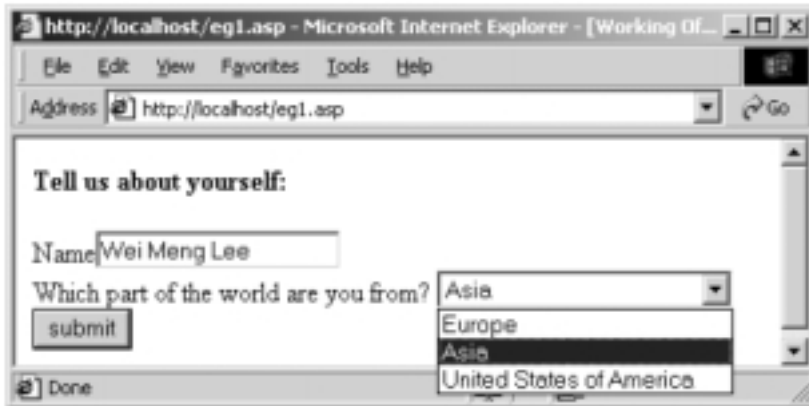 http://localhost/eg1.asp - Microsoft Internet Explorer - [Working Of...
File Edit View Favorites Tools Help
Address http://localhost/eg1.asp Go
Tell us about yourself:
Name Wei Meng Lee
Which part of the world are you from? Asia
submit Europe
Asia
United States of America
Done